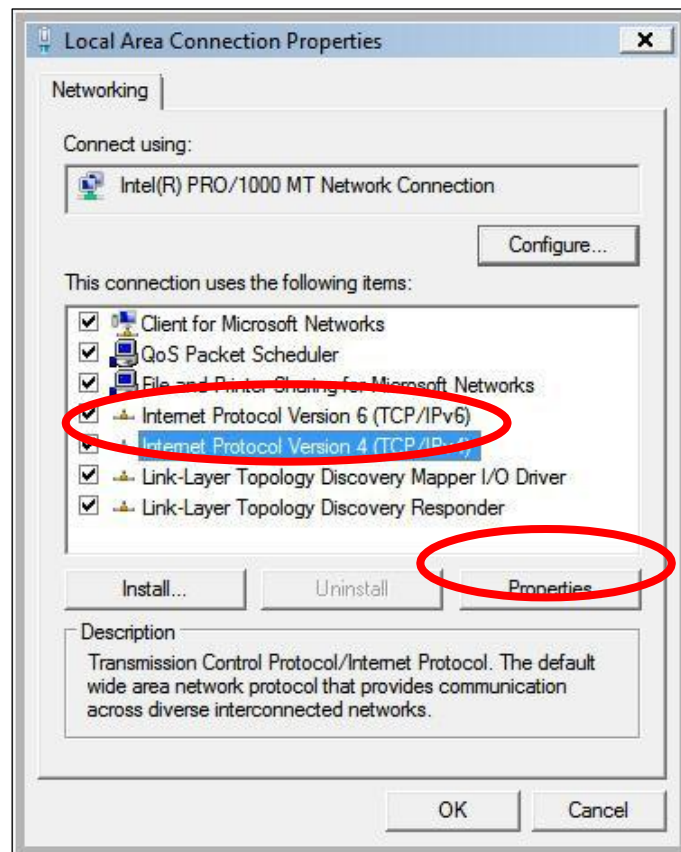 Local Area Connection Properties
Networking
Connect using:
Intel(R) PRO/1000 MT Network Connection
Configure...
This connection uses the following items:
Client for Microsoft Networks
QoS Packet Scheduler
File and Printer Sharing for Microsoft Networks
Internet Protocol Version 6 (TCP/IPv6)
Internet Protocol Version 4 (TCP/IPv4)
Link-Layer Topology Discovery Mapper I/O Driver
Link-Layer Topology Discovery Responder
Install...
Uninstall
Properties
Description
Transmission Control Protocol/Internet Protocol. The default
wide area network protocol that provides communication
across diverse interconnected networks.
OK
Cancel